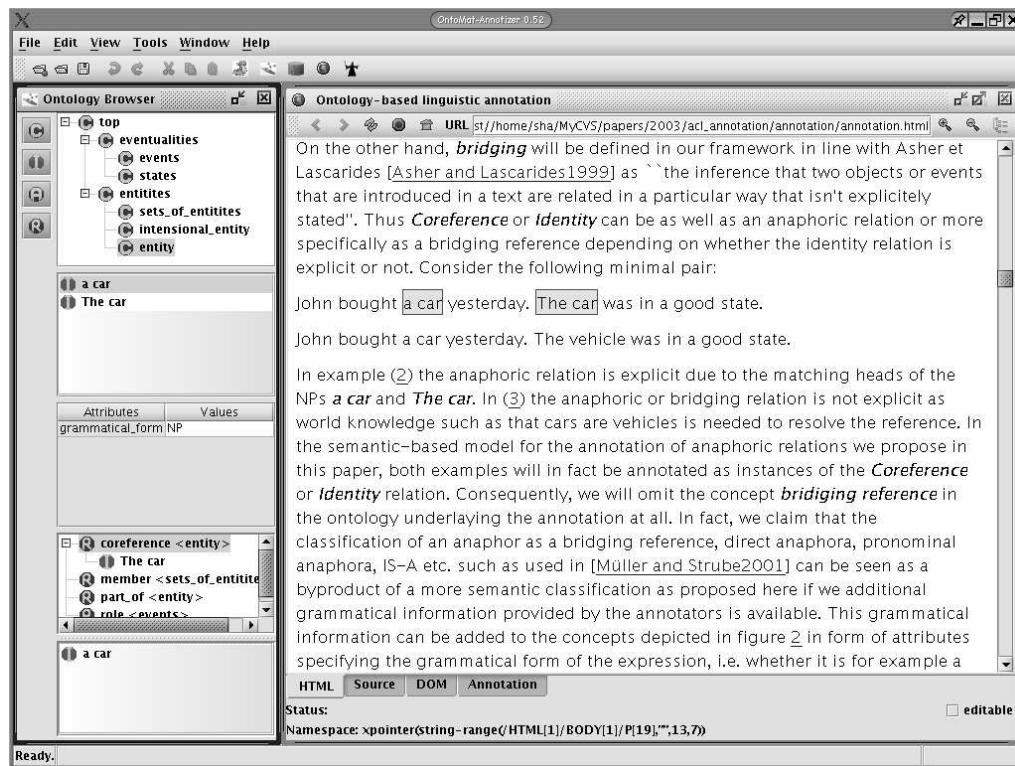 OntoMat-Annotizer 0.52
File Edit View Tools Window Help
Ontology Browser
top
eventualities
events
states
entitites
sets_of_entitites
intensional_entity
entity
a car
The car
Attributes Values
grammatical_form NP
coreference <entity>
The car
member <sets_of_entitite
part_of <entity>
role <events>
a car
Ontology-based linguistic annotation
URL st//home/sha/MyCVS/papers/2003/acl_annotation/annotation/annotation.html
On the other hand, bridging will be defined in our framework in line with Asher et
Lascarides [Asher and Lascarides1999] as ``the inference that two objects or events
that are introduced in a text are related in a particular way that isn't explicitely
stated". Thus Coreference or Identity can be as well as an anaphoric relation or more
specifically as a bridging reference depending on whether the identity relation is
explicit or not. Consider the following minimal pair:
John bought a car yesterday. The car was in a good state.
John bought a car yesterday. The vehicle was in a good state.
In example (2) the anaphoric relation is explicit due to the matching heads of the
NPs a car and The car. In (3) the anaphoric or bridging relation is not explicit as
world knowledge such as that cars are vehicles is needed to resolve the reference. In
the semantic-based model for the annotation of anaphoric relations we propose in
this paper, both examples will in fact be annotated as instances of the Coreference
or Identity relation. Consequently, we will omit the concept bridiging reference in
the ontology underlaying the annotation at all. In fact, we claim that the
classification of an anaphor as a bridging reference, direct anaphora, pronominal
anaphora, IS-A etc. such as used in [Müller and Strube2001] can be seen as a
byproduct of a more semantic classification as proposed here if we additional
grammatical information provided by the annotators is available. This grammatical
information can be added to the concepts depicted in figure 2 in form of attributes
specifying the grammatical form of the expression, i.e. whether it is for example a
HTML Source DOM Annotation
Status:
editable
Namespace: xpointer(string-range(/HTML[1]/BODY[1]/P[19],"",13,7))
Ready.